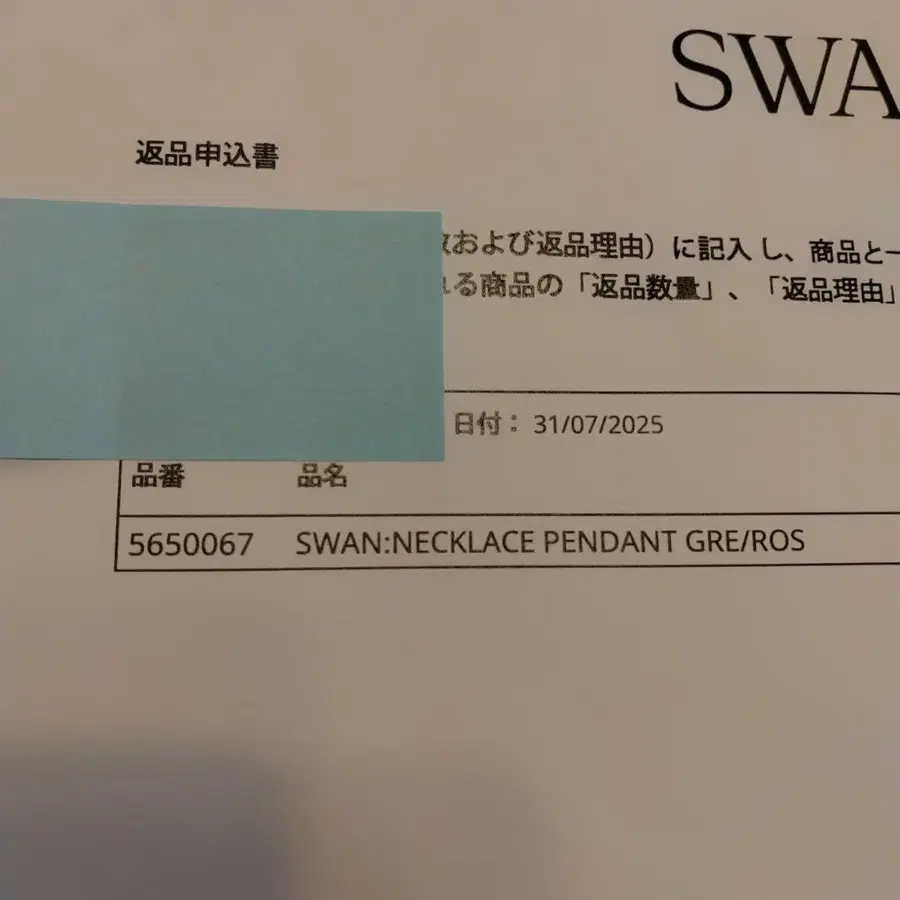 SWA
返品申込書
および返品理由）に記入し、商品と一
る商品の「返品数量」、「返品理由」
日付： 31/07/2025
品番 品名
5650067 SWAN:NECKLACE PENDANT GRE/ROS